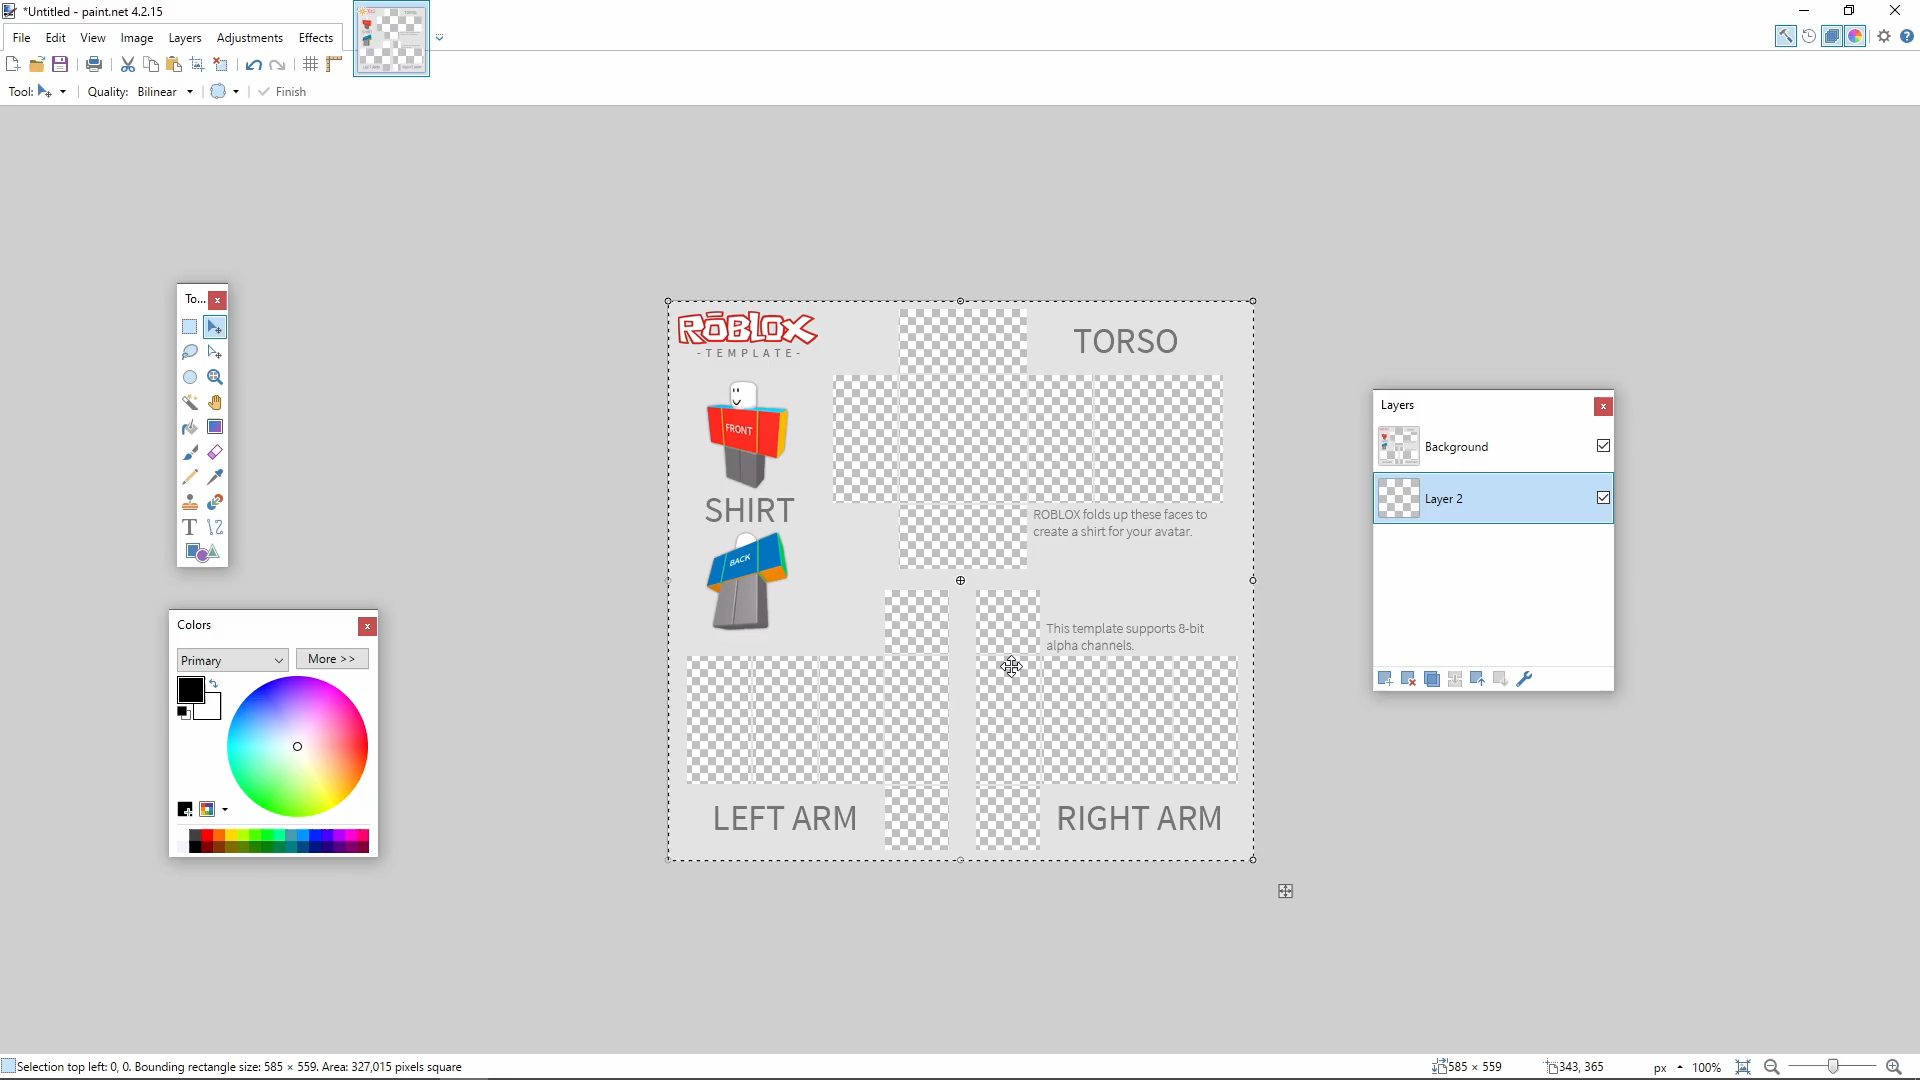 *Untitled - paint.net 4.2.15
File Edit View Image Layers Adjustments Effects
Tool: Quality: Bilinear Finish
To...
Colors
Primary More >>
ROBLOX
-TEMPLATE-
TORSO
FRONT
SHIRT
ROBLOX folds up these faces to
create a shirt for your avatar.
BACK
This template supports 8-bit
alpha channels.
LEFT ARM
RIGHT ARM
Layers
Background
Layer 2
Selection top left: 0, 0. Bounding rectangle size: 585 × 559. Area: 327,015 pixels square 585 × 559 343, 365 px 100%